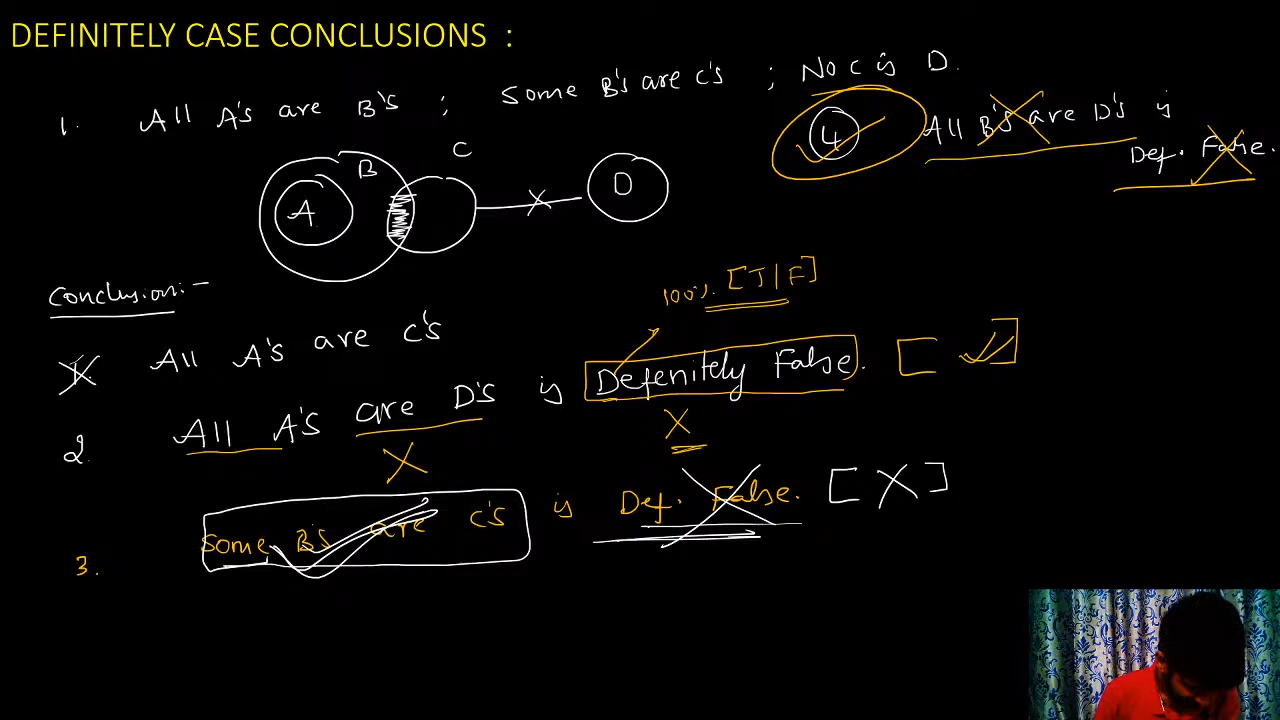 DEFINITELY CASE CONCLUSIONS :
1. All A's are B's ; Some B's are C's ; No C is D.
4 All B's are D's is
Def. False.
A B C D
Conclusion:-
100% [T/F]
1 All A's are C's
2. All A's are D's is Defenitely False. [ ]
3. Some B's are C's is Def. False. [ X ]